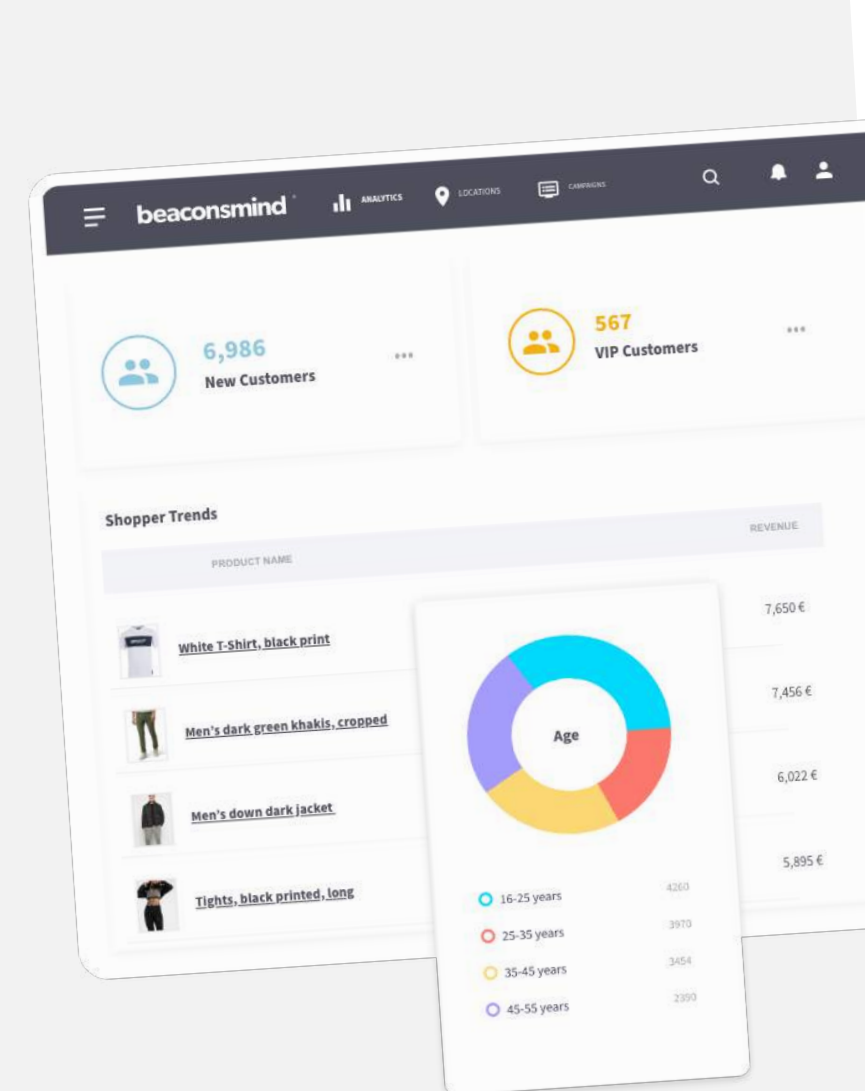 beaconsmind
ANALYTICS
LOCATIONS
CAMPAIGNS
6,986
New Customers
567
VIP Customers
Shopper Trends
PRODUCT NAME
REVENUE
White T-Shirt, black print
7,650 €
Men's dark green khakis, cropped
7,456 €
Men's down dark jacket
6,022 €
Tights, black printed, long
5,895 €
Age
16-25 years 4260
25-35 years 3970
35-45 years 3454
45-55 years 2390